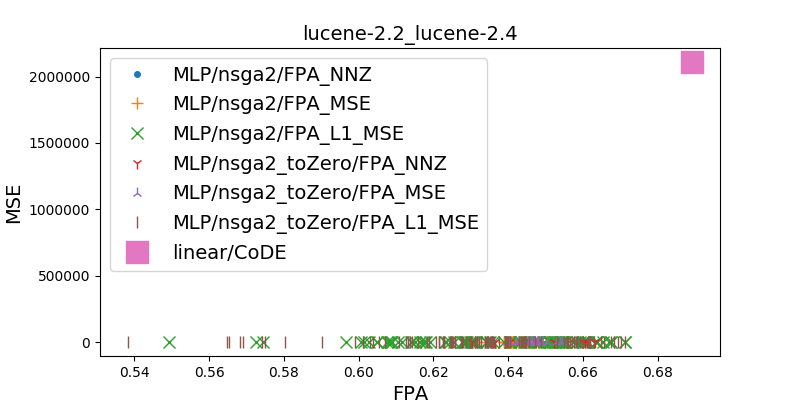 lucene-2.2_lucene-2.4
MSE
2000000
1500000
1000000
500000
0
MLP/nsga2/FPA_NNZ
MLP/nsga2/FPA_MSE
MLP/nsga2/FPA_L1_MSE
MLP/nsga2_toZero/FPA_NNZ
MLP/nsga2_toZero/FPA_MSE
MLP/nsga2_toZero/FPA_L1_MSE
linear/CoDE
0.54 0.56 0.58 0.60 0.62 0.64 0.66 0.68
FPA